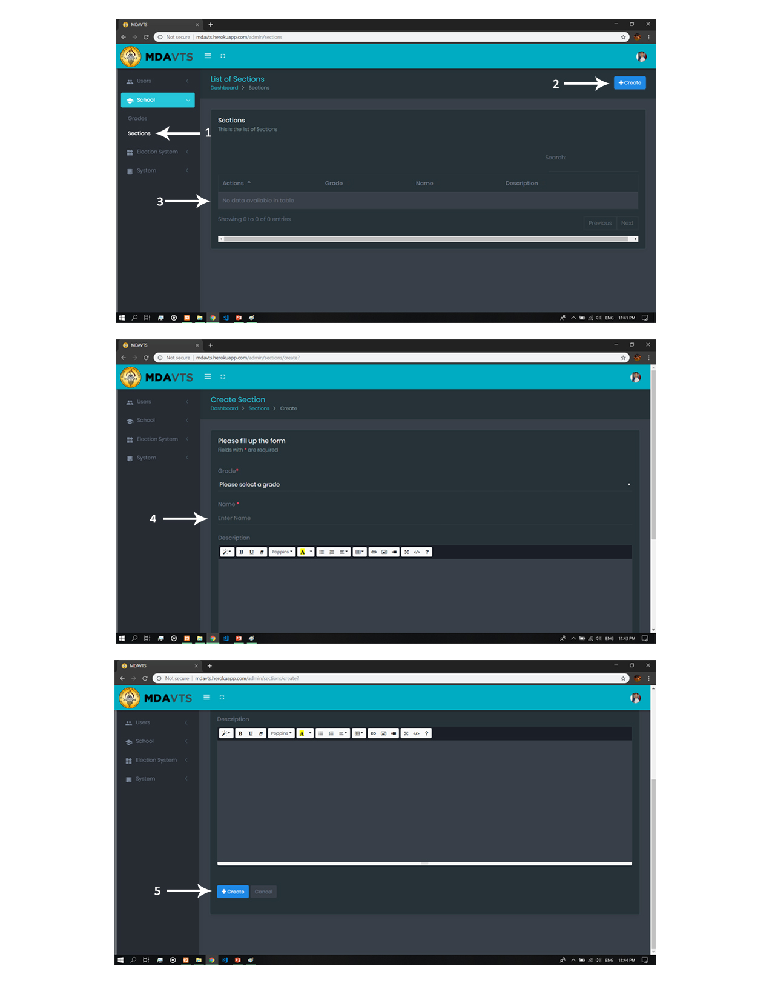 MDAVTS
Not secure | mdavts.herokuapp.com/admin/sections
MDAVTS
Users
School
Grades
Sections
Election System
System
List of Sections
Dashboard > Sections
+Create
1
2
3
Sections
This is the list of Sections
Search:
Actions Grade Name Description
No data available in table
Showing 0 to 0 of 0 entries
Previous Next
ENG 11:41 PM
MDAVTS
Not secure | mdavts.herokuapp.com/admin/sections/create?
MDAVTS
Users
School
Election System
System
Create Section
Dashboard > Sections > Create
Please fill up the form
Fields with * are required
Grade*
Please select a grade
Name *
4
Enter Name
Description
B U Poppins A </> ?
ENG 11:43 PM
MDAVTS
Not secure | mdavts.herokuapp.com/admin/sections/create?
MDAVTS
Users
School
Election System
System
Description
B U Poppins A </> ?
5
+Create Cancel
ENG 11:44 PM